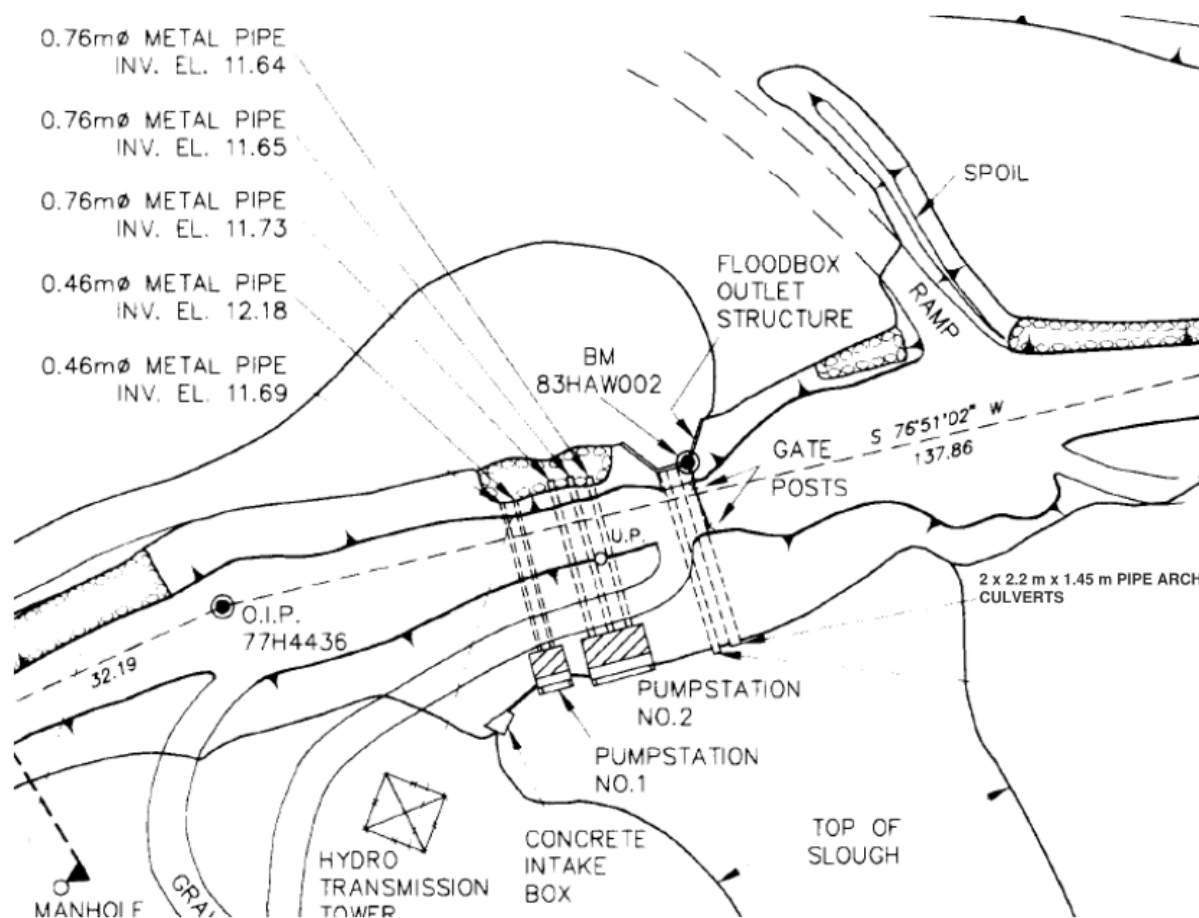 0.76mø METAL PIPE
INV. EL. 11.64
0.76mø METAL PIPE
INV. EL. 11.65
0.76mø METAL PIPE
INV. EL. 11.73
0.46mø METAL PIPE
INV. EL. 12.18
0.46mø METAL PIPE
INV. EL. 11.69
SPOIL
FLOODBOX
OUTLET
STRUCTURE
RAMP
BM
83HAW002
S 76°51'02" W
137.86
GATE
POSTS
U.P.
2 x 2.2 m x 1.45 m PIPE ARCH
CULVERTS
O.I.P.
77H4436
32.19
PUMPSTATION
NO.2
PUMPSTATION
NO.1
CONCRETE
INTAKE
BOX
TOP OF
SLOUGH
HYDRO
TRANSMISSION
TOWER
MANHOLE